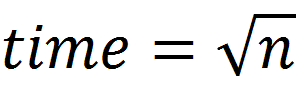 time = √n